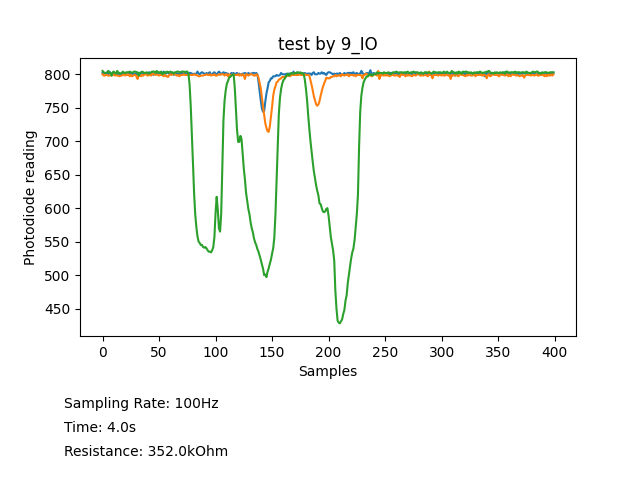 test by 9_IO
800
750
700
650
600
550
500
450
Photodiode reading
0 50 100 150 200 250 300 350 400
Samples
Sampling Rate: 100Hz
Time: 4.0s
Resistance: 352.0kOhm